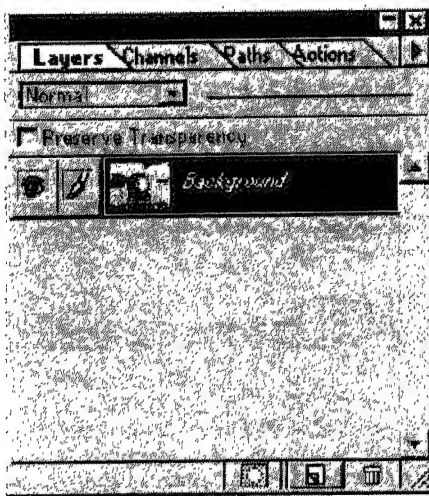 Layers Channels Paths Actions
Normal
Preserve Transparency
Background